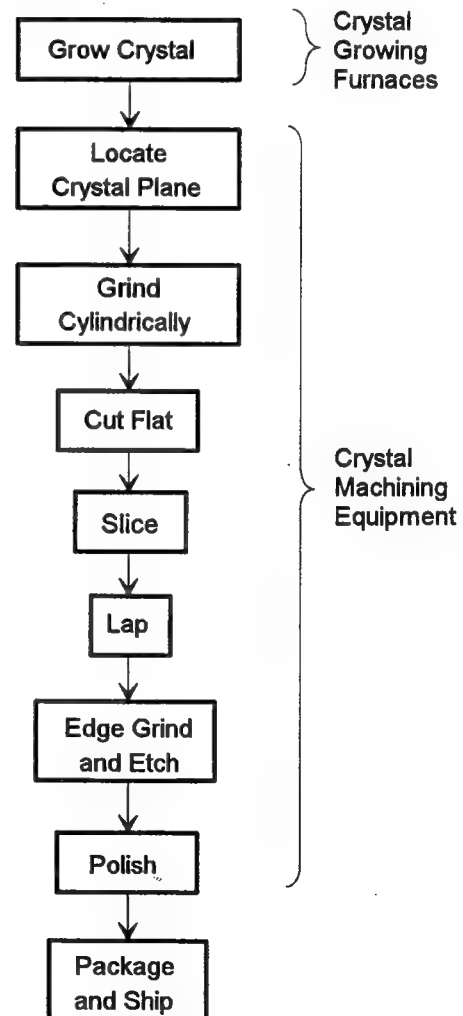 Grow Crystal
Crystal
Growing
Furnaces
Locate
Crystal Plane
Grind
Cylindrically
Cut Flat
Slice
Lap
Edge Grind
and Etch
Polish
Crystal
Machining
Equipment
Package
and Ship